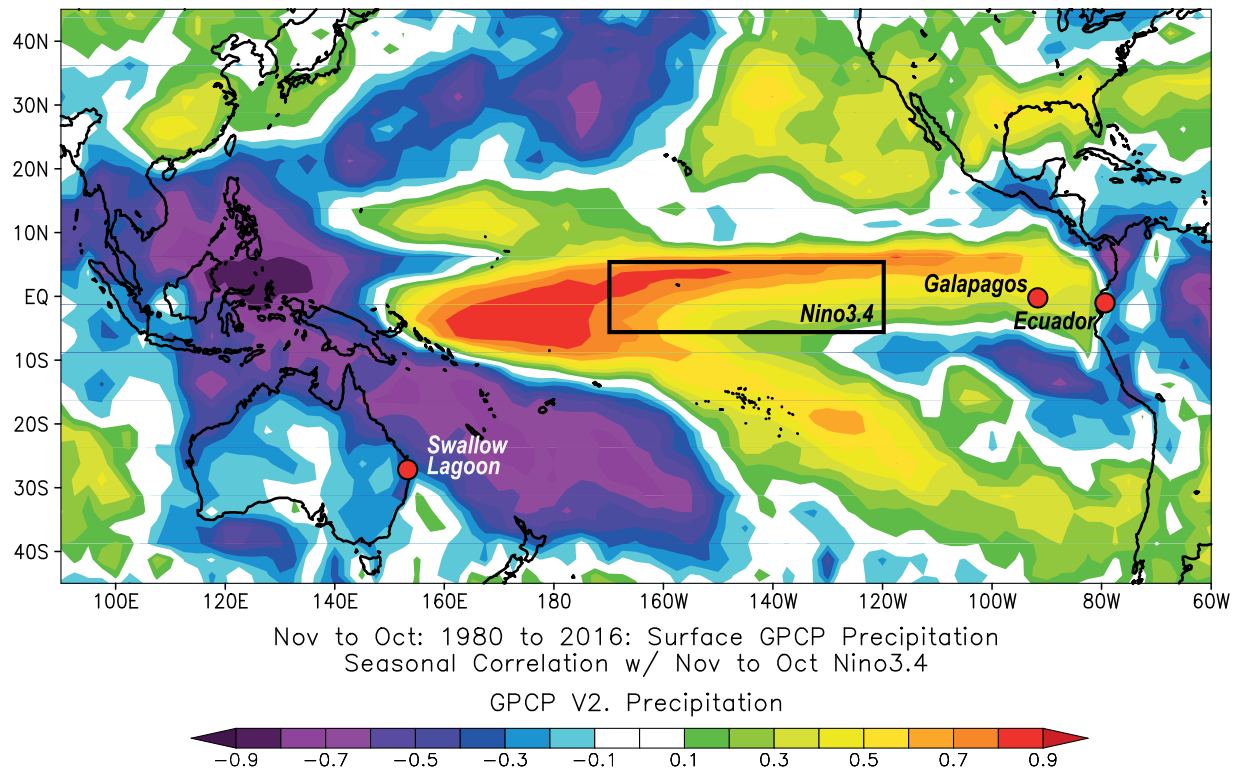 40N
30N
20N
10N
EQ
10S
20S
30S
40S
Galapagos
Nino3.4
Ecuador
Swallow
Lagoon
100E 120E 140E 160E 180 160W 140W 120W 100W 80W 60W
Nov to Oct: 1980 to 2016: Surface GPCP Precipitation
Seasonal Correlation w/ Nov to Oct Nino3.4
GPCP V2. Precipitation
-0.9 -0.7 -0.5 -0.3 -0.1 0.1 0.3 0.5 0.7 0.9